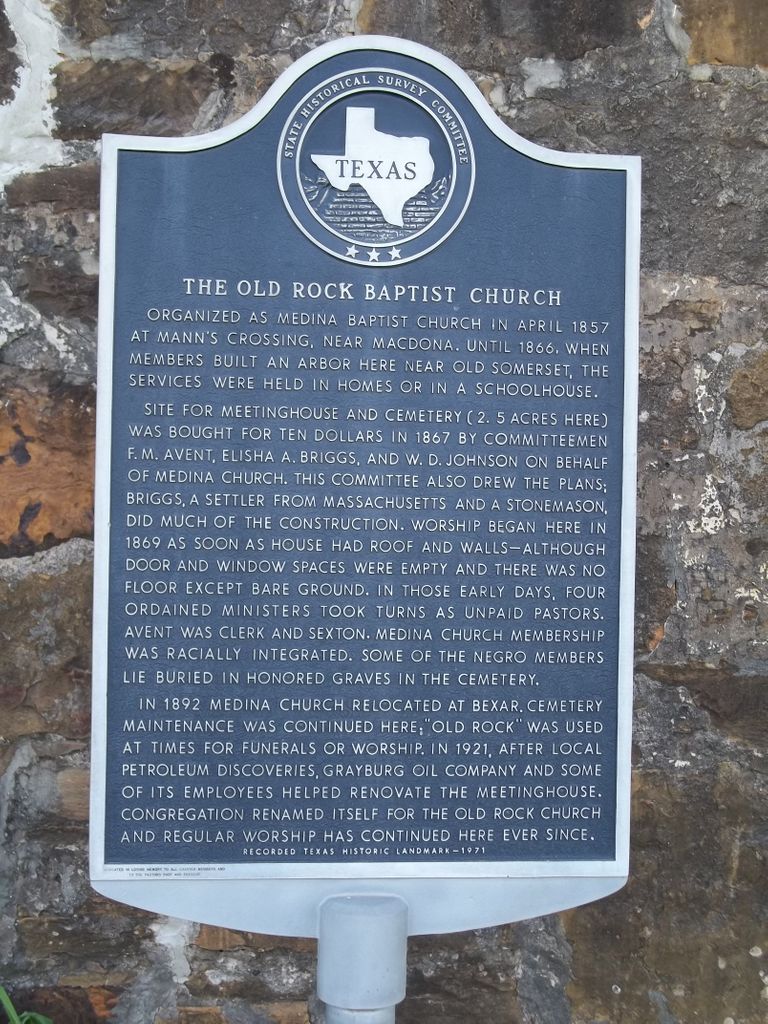 STATE HISTORICAL SURVEY COMMITTEE
TEXAS
THE OLD ROCK BAPTIST CHURCH
ORGANIZED AS MEDINA BAPTIST CHURCH IN APRIL 1857
AT MANN'S CROSSING, NEAR MACDONA. UNTIL 1866, WHEN
MEMBERS BUILT AN ARBOR HERE NEAR OLD SOMERSET, THE
SERVICES WERE HELD IN HOMES OR IN A SCHOOLHOUSE.
SITE FOR MEETINGHOUSE AND CEMETERY (2. 5 ACRES HERE)
WAS BOUGHT FOR TEN DOLLARS IN 1867 BY COMMITTEEMEN
F. M. AVENT, ELISHA A. BRIGGS, AND W. D. JOHNSON ON BEHALF
OF MEDINA CHURCH. THIS COMMITTEE ALSO DREW THE PLANS;
BRIGGS, A SETTLER FROM MASSACHUSETTS AND A STONEMASON,
DID MUCH OF THE CONSTRUCTION. WORSHIP BEGAN HERE IN
1869 AS SOON AS HOUSE HAD ROOF AND WALLS—ALTHOUGH
DOOR AND WINDOW SPACES WERE EMPTY AND THERE WAS NO
FLOOR EXCEPT BARE GROUND. IN THOSE EARLY DAYS, FOUR
ORDAINED MINISTERS TOOK TURNS AS UNPAID PASTORS.
AVENT WAS CLERK AND SEXTON. MEDINA CHURCH MEMBERSHIP
WAS RACIALLY INTEGRATED. SOME OF THE NEGRO MEMBERS
LIE BURIED IN HONORED GRAVES IN THE CEMETERY.
IN 1892 MEDINA CHURCH RELOCATED AT BEXAR. CEMETERY
MAINTENANCE WAS CONTINUED HERE; "OLD ROCK" WAS USED
AT TIMES FOR FUNERALS OR WORSHIP. IN 1921, AFTER LOCAL
PETROLEUM DISCOVERIES, GRAYBURG OIL COMPANY AND SOME
OF ITS EMPLOYEES HELPED RENOVATE THE MEETINGHOUSE.
CONGREGATION RENAMED ITSELF FOR THE OLD ROCK CHURCH
AND REGULAR WORSHIP HAS CONTINUED HERE EVER SINCE.
RECORDED TEXAS HISTORIC LANDMARK—1971
IN LOVING MEMORY TO ALL MEMBERS AND